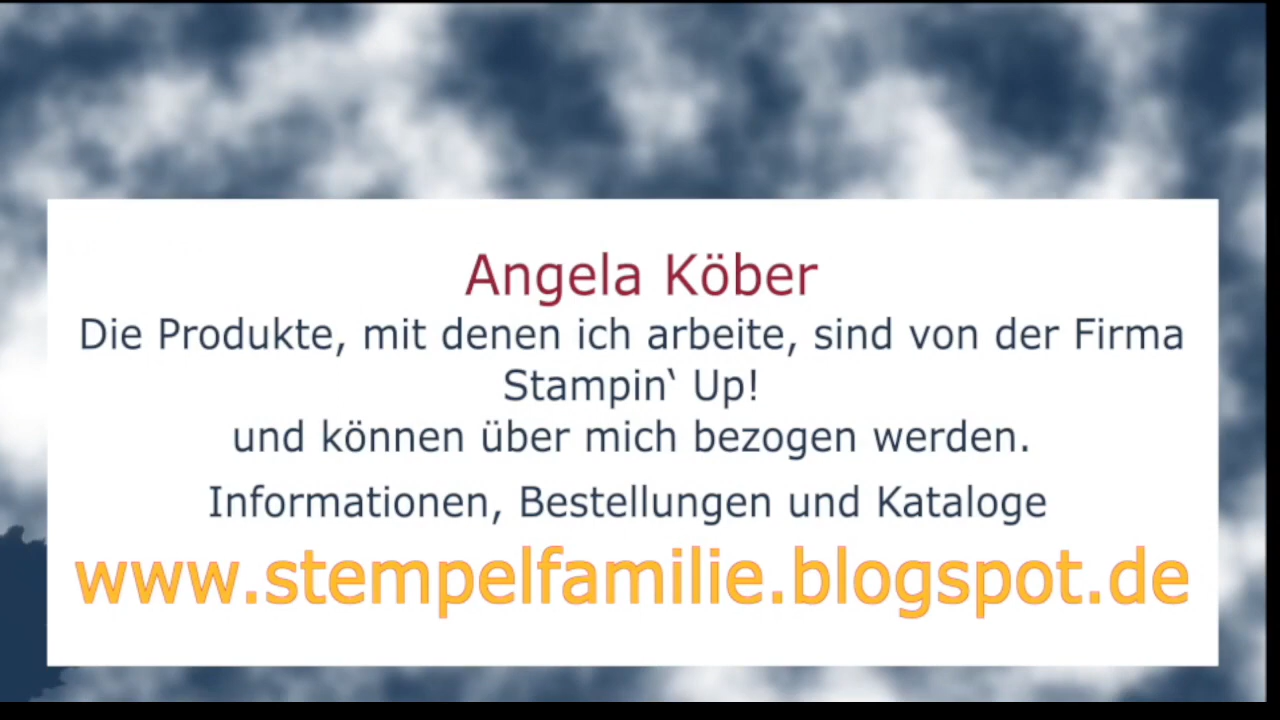 Angela Köber
Die Produkte, mit denen ich arbeite, sind von der Firma
Stampin‘ Up!
und können über mich bezogen werden.
Informationen, Bestellungen und Kataloge
www.stempelfamilie.blogspot.de